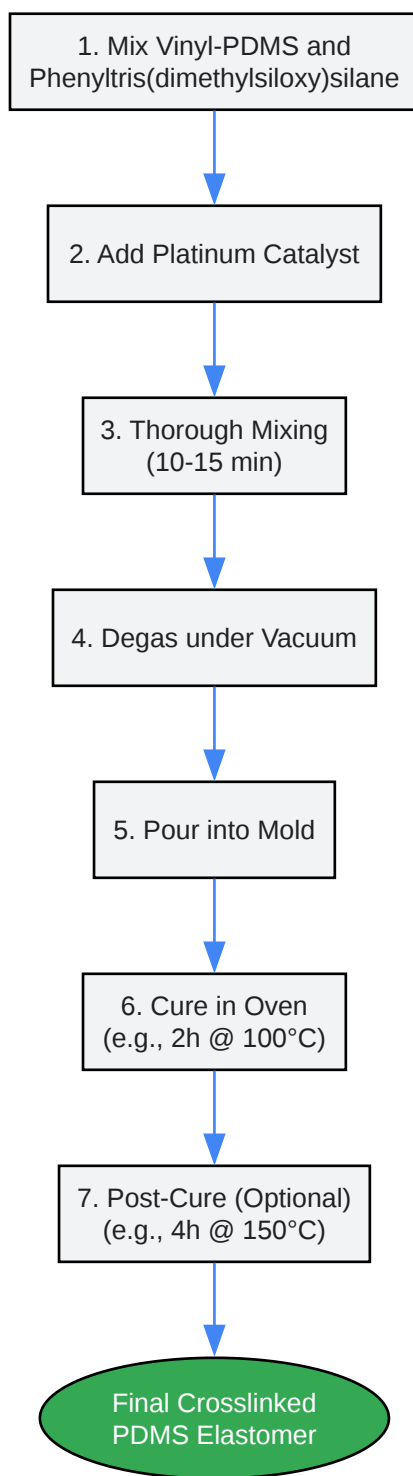 1. Mix Vinyl-PDMS and
Phenyltris(dimethylsiloxy)silane
2. Add Platinum Catalyst
3. Thorough Mixing
(10-15 min)
4. Degas under Vacuum
5. Pour into Mold
6. Cure in Oven
(e.g., 2h @ 100°C)
7. Post-Cure (Optional)
(e.g., 4h @ 150°C)
Final Crosslinked
PDMS Elastomer